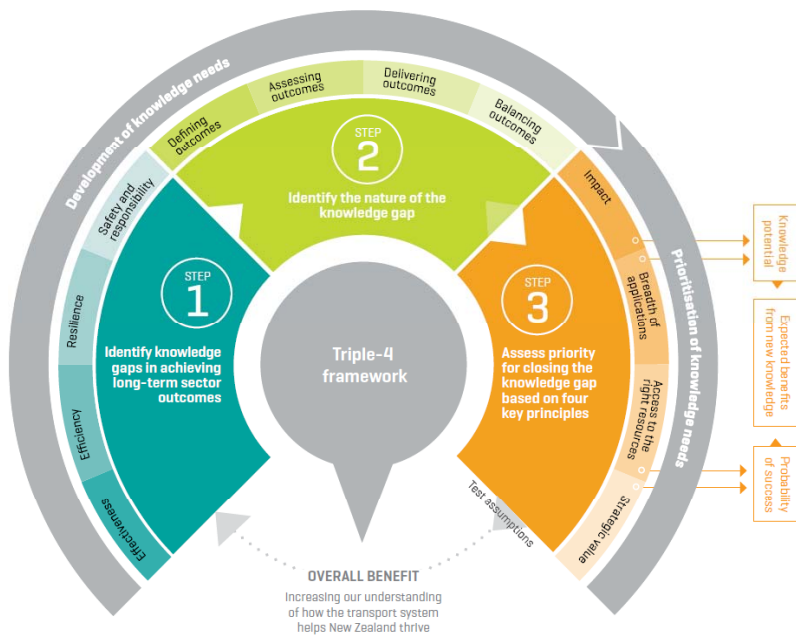 Development of knowledge needs
Prioritisation of knowledge needs
Effectiveness
Efficiency
Resilience
Safety and
responsibility
Defining
outcomes
Assessing
outcomes
Delivering
outcomes
Balancing
outcomes
Impact
Breadth of
applications
Access to the
right resources
Strategic value
STEP
1
Identify knowledge
gaps in achieving
long-term sector
outcomes
STEP
2
Identify the nature of the
knowledge gap
STEP
3
Assess priority
for closing the
knowledge gap
based on four
key principles
Triple-4
framework
Test assumptions
Knowledge
potential
Expected benefits
from new knowledge
Probability
of success
OVERALL BENEFIT
Increasing our understanding
of how the transport system
helps New Zealand thrive